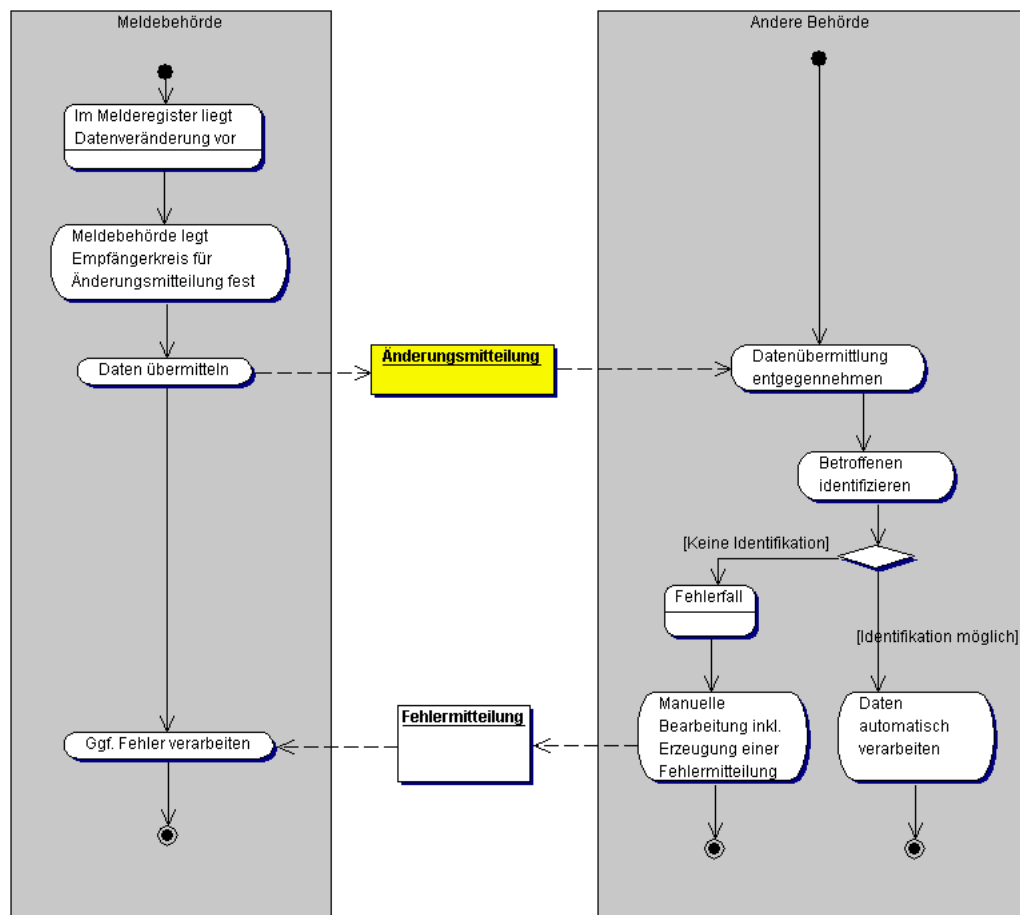 Meldebehörde
Im Melderegister liegt
Datenveränderung vor
Meldebehörde legt
Empfängerkreis für
Änderungsmitteilung fest
Daten übermitteln
Änderungsmitteilung
Andere Behörde
Datenübermittlung
entgegennehmen
Betroffenen
identifizieren
[Keine Identifikation]
Fehlerfall
[Identifikation möglich]
Manuelle
Bearbeitung inkl.
Erzeugung einer
Fehlermitteilung
Daten
automatisch
verarbeiten
Fehlermitteilung
Ggf. Fehler verarbeiten